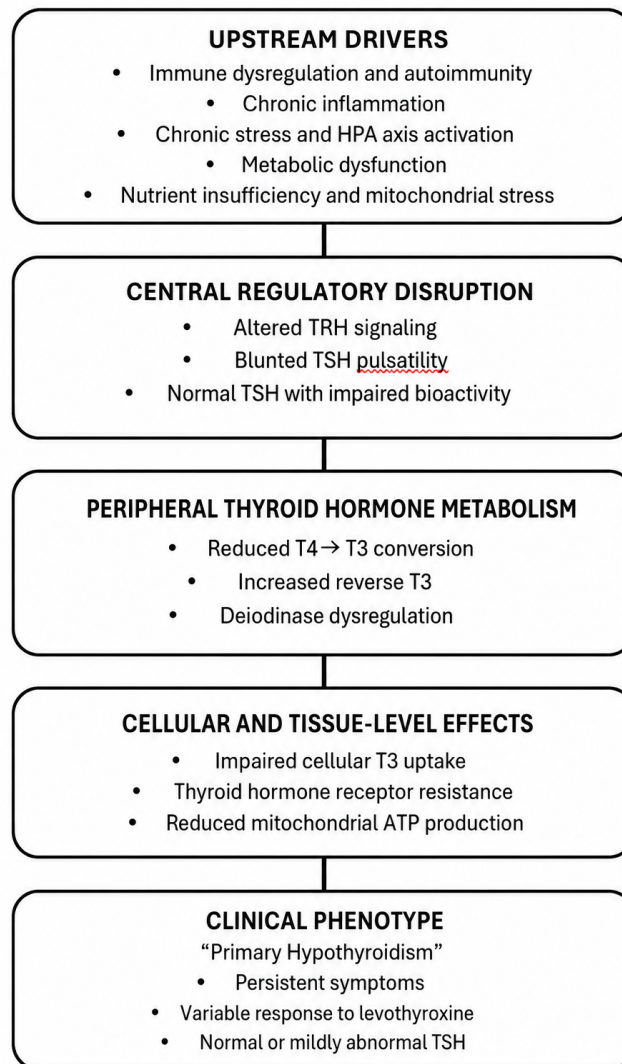 UPSTREAM DRIVERS
• Immune dysregulation and autoimmunity
• Chronic inflammation
• Chronic stress and HPA axis activation
• Metabolic dysfunction
• Nutrient insufficiency and mitochondrial stress
CENTRAL REGULATORY DISRUPTION
• Altered TRH signaling
• Blunted TSH pulsatility
• Normal TSH with impaired bioactivity
PERIPHERAL THYROID HORMONE METABOLISM
• Reduced T4→ T3 conversion
• Increased reverse T3
• Deiodinase dysregulation
CELLULAR AND TISSUE-LEVEL EFFECTS
• Impaired cellular T3 uptake
• Thyroid hormone receptor resistance
• Reduced mitochondrial ATP production
CLINICAL PHENOTYPE
“Primary Hypothyroidism”
• Persistent symptoms
• Variable response to levothyroxine
• Normal or mildly abnormal TSH